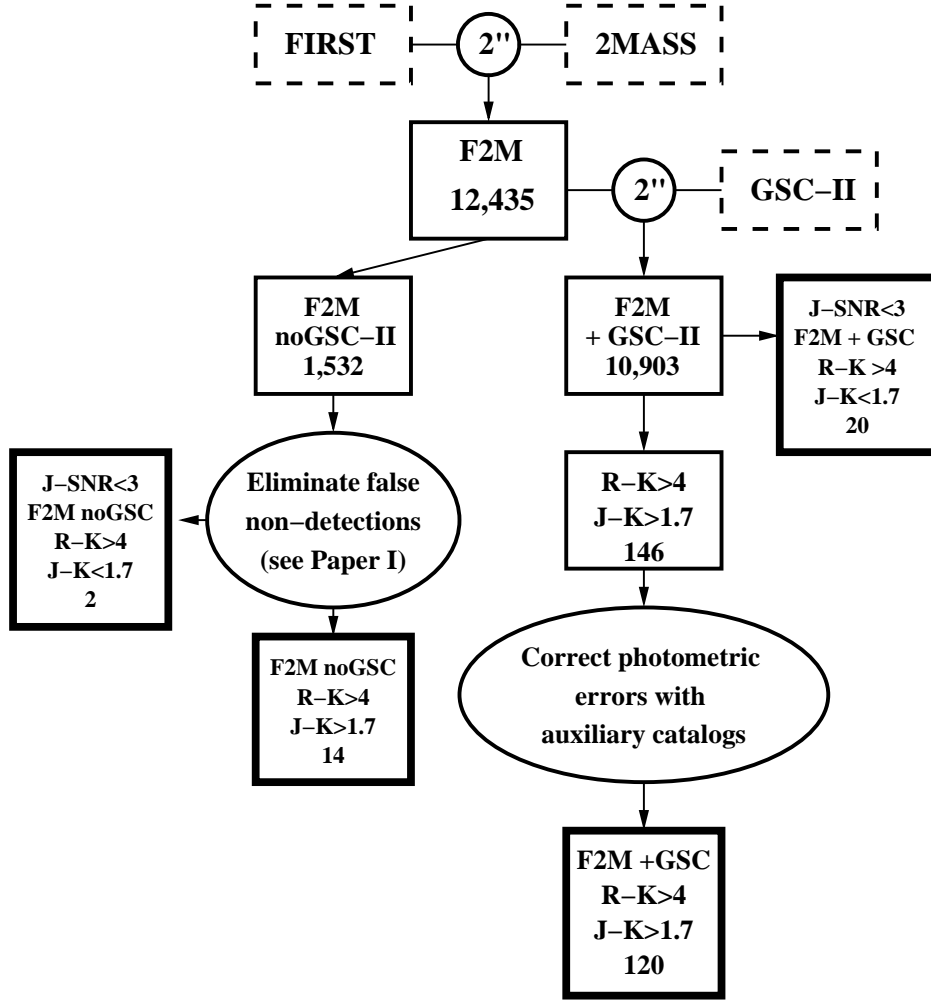 FIRST
2"
2MASS
F2M
12,435
2"
GSC−II
F2M
noGSC−II
1,532
F2M
+ GSC−II
10,903
J−SNR<3
F2M + GSC
R−K >4
J−K<1.7
20
J−SNR<3
F2M noGSC
R−K>4
J−K<1.7
2
Eliminate false
non−detections
(see Paper I)
R−K>4
J−K>1.7
146
F2M noGSC
R−K>4
J−K>1.7
14
Correct photometric
errors with
auxiliary catalogs
F2M +GSC
R−K>4
J−K>1.7
120